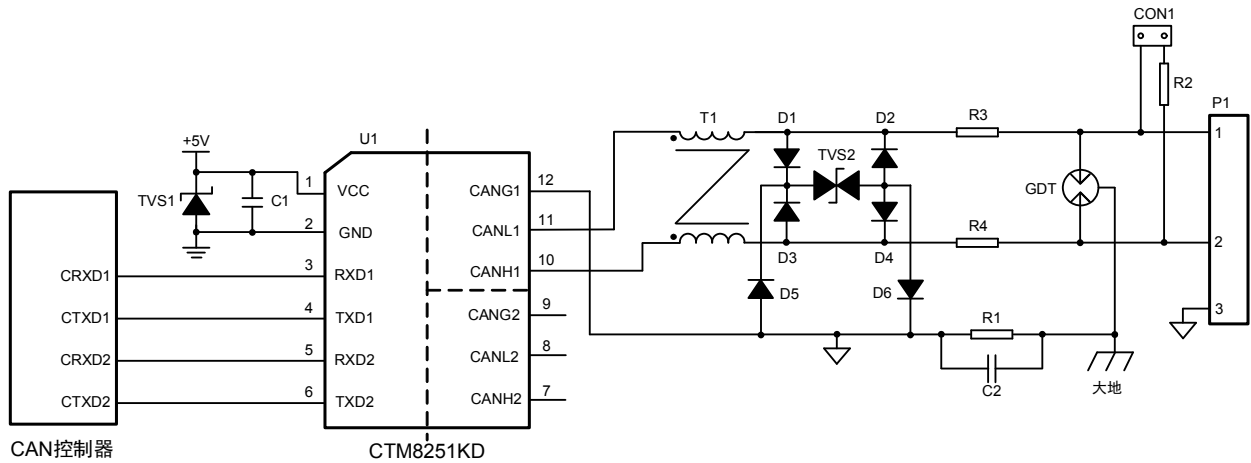 CON1
R2
P1
U1
T1
D1
D2
R3
+5V
TVS2
1
TVS1
C1
1
VCC
CANG1
12
GDT
2
GND
CANL1
11
R4
2
CRXD1
3
RXD1
CANH1
10
D3
D4
D5
D6
CTXD1
4
TXD1
CANG2
9
R1
3
CRXD2
5
RXD2
CANL2
8
C2
大地
CTXD2
6
TXD2
CANH2
7
CAN控制器
CTM8251KD